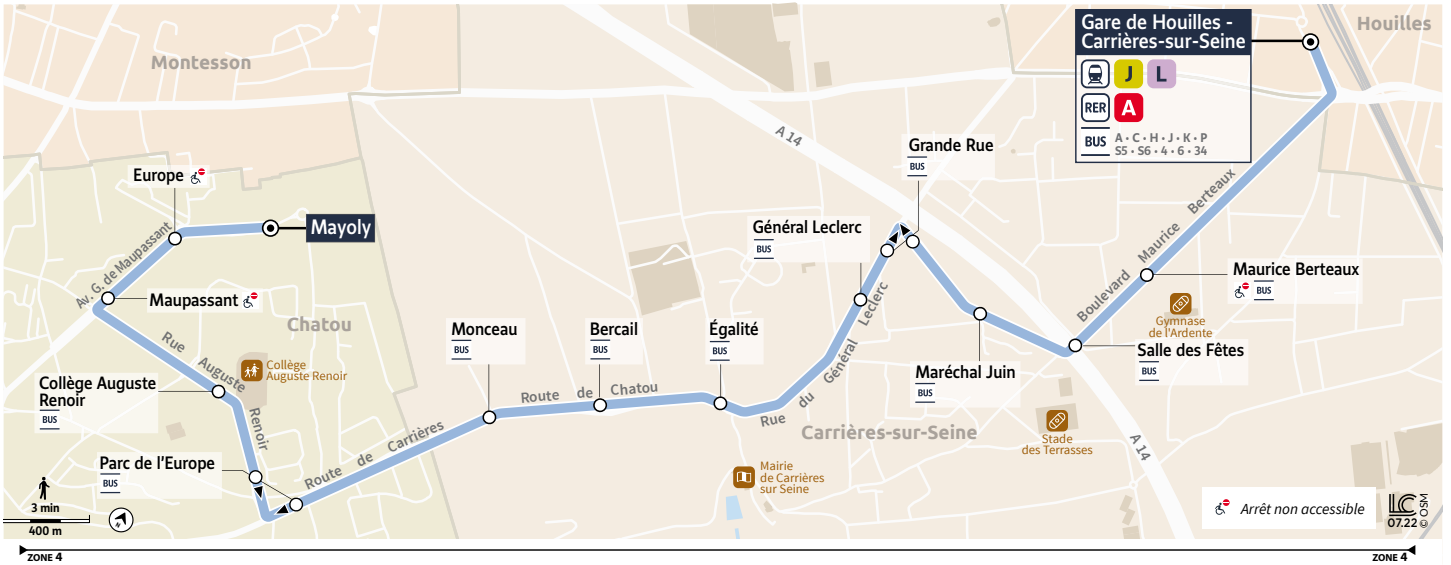 Montesson
Houilles
Gare de Houilles -
Carrières-sur-Seine
J L
RER A
BUS A • C • H • J • K • P
S5 • S6 • 4 • 6 • 34
A 14
Grande Rue
BUS
Europe
Mayoly
Av. G. de Maupassant
Maupassant
Chatou
Général Leclerc
BUS
Boulevard Maurice Berteaux
Maurice Berteaux
BUS
Gymnase
de l'Ardente
Salle des Fêtes
BUS
Monceau
BUS
Bercail
BUS
Égalité
BUS
Rue Auguste Renoir
Collège
Auguste Renoir
Collège Auguste
Renoir
BUS
Maréchal Juin
BUS
Route de Chatou
Rue du Général Leclerc
Carrières-sur-Seine
Stade
des Terrasses
A 14
Route de Carrières
Parc de l'Europe
BUS
Mairie
de Carrières
sur Seine
3 min
400 m
Arrêt non accessible
LC
07.22
© OSM
ZONE 4
ZONE 4